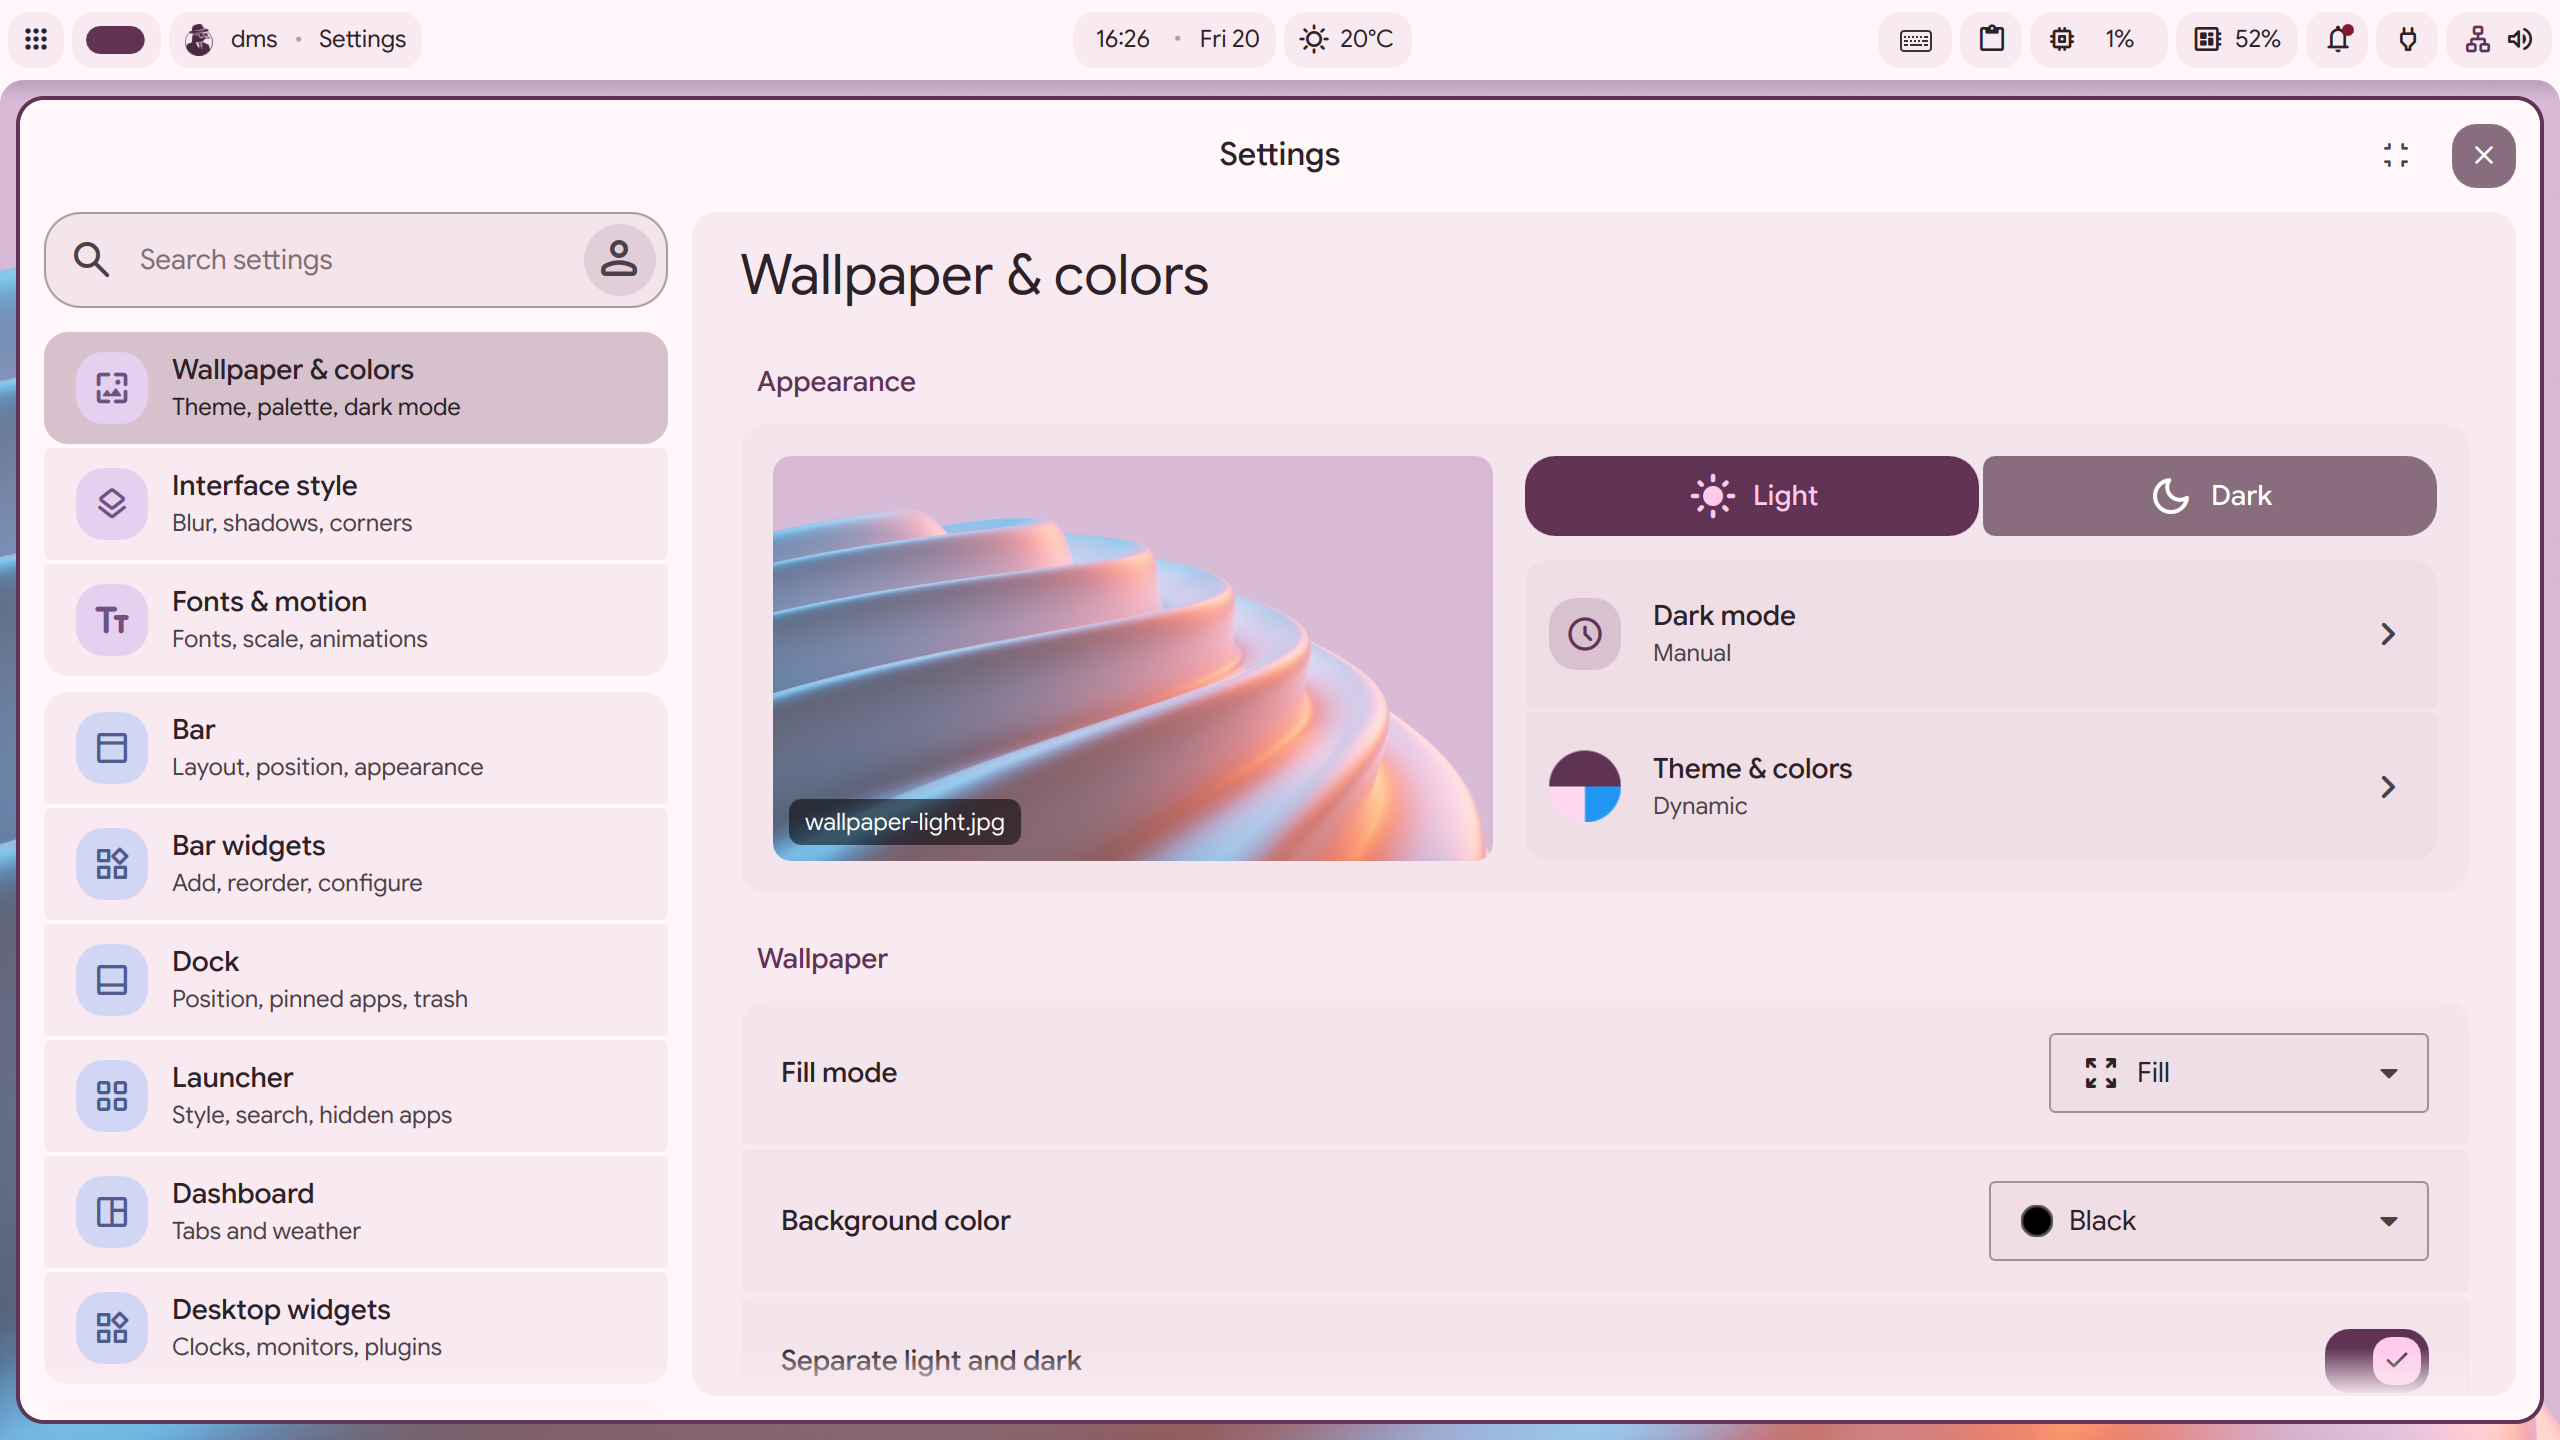 dms • Settings
16:26 • Fri 20
20°C
1%
52%
Settings
Search settings
Wallpaper & colors
Theme, palette, dark mode
Interface style
Blur, shadows, corners
Fonts & motion
Fonts, scale, animations
Bar
Layout, position, appearance
Bar widgets
Add, reorder, configure
Dock
Position, pinned apps, trash
Launcher
Style, search, hidden apps
Dashboard
Tabs and weather
Desktop widgets
Clocks, monitors, plugins
Wallpaper & colors
Appearance
wallpaper-light.jpg
Light
Dark
Dark mode
Manual
Theme & colors
Dynamic
Wallpaper
Fill mode
Fill
Background color
Black
Separate light and dark